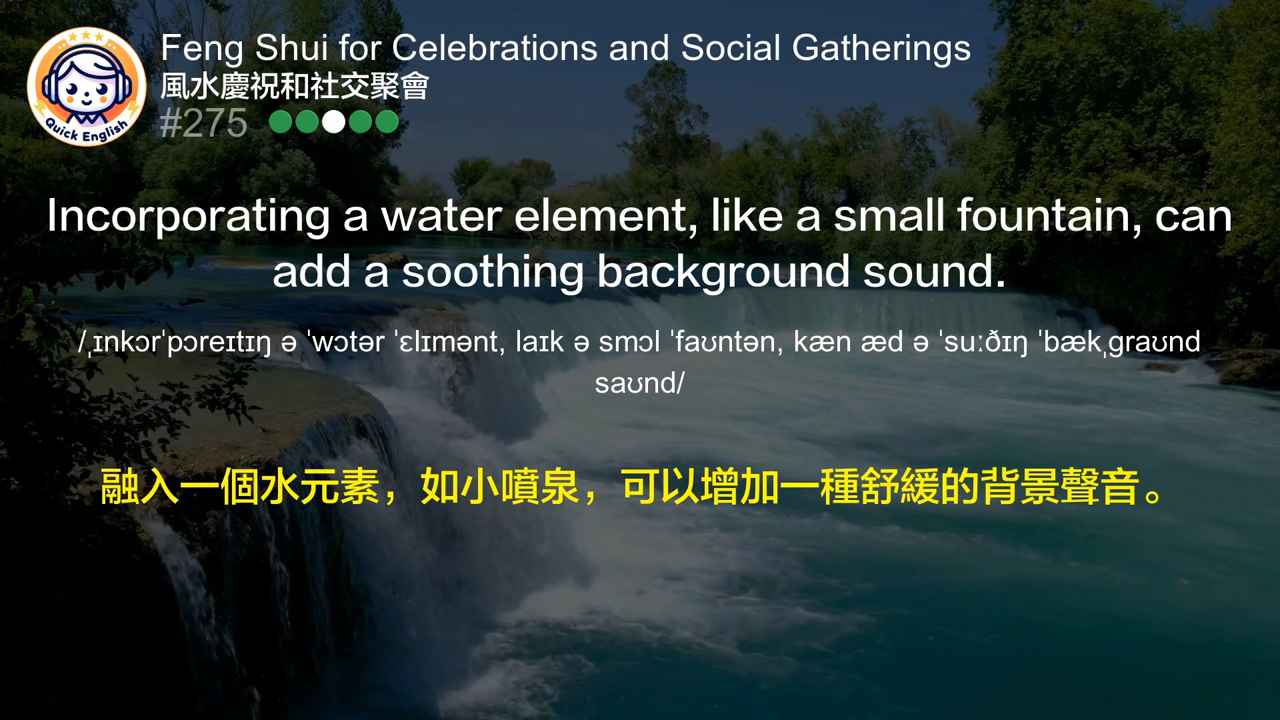 Quick English
Feng Shui for Celebrations and Social Gatherings
風水慶祝和社交聚會
#275
Incorporating a water element, like a small fountain, can
add a soothing background sound.
/ˌɪnkɔrˈpɔreɪtɪŋ ə ˈwɔtər ˈɛlɪmənt, laɪk ə smɔl ˈfaʊntən, kæn æd ə ˈsuːðɪŋ ˈbækˌɡraʊnd
saʊnd/
融入一個水元素，如小噴泉，可以增加一種舒緩的背景聲音。